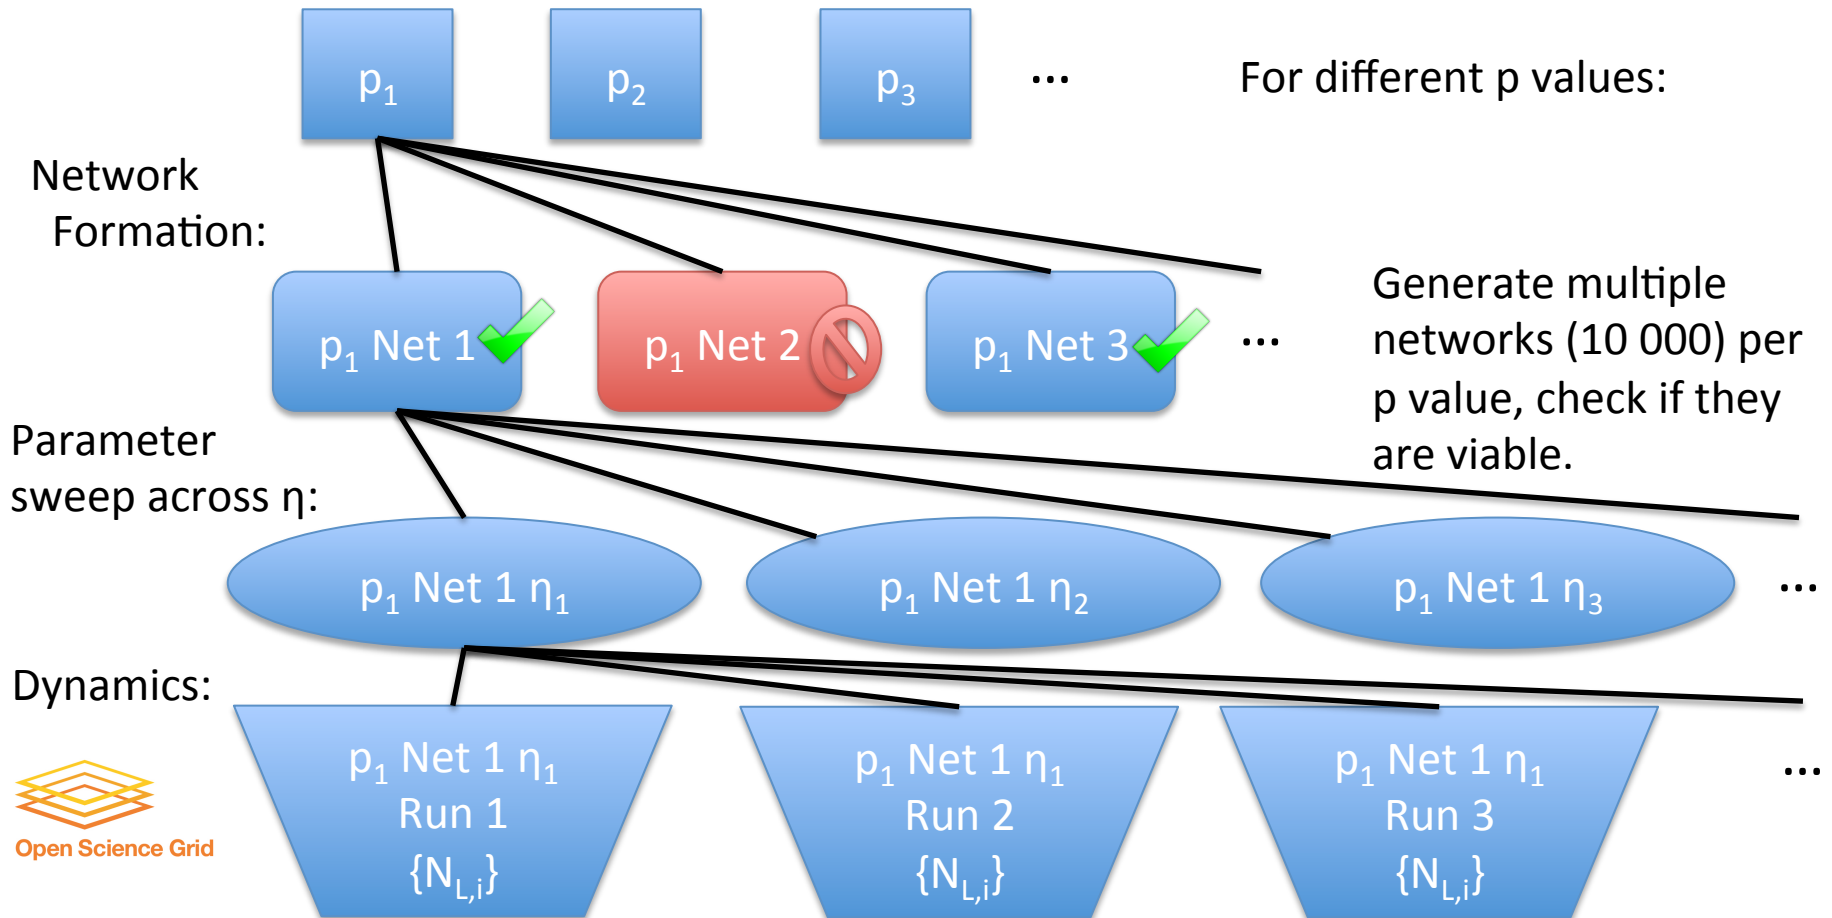 p₁
p₂
p₃
...
For different p values:
Network
Formation:
p₁ Net 1
p₁ Net 2
p₁ Net 3
...
Generate multiple
networks (10 000) per
p value, check if they
are viable.
Parameter
sweep across η:
p₁ Net 1 η₁
p₁ Net 1 η₂
p₁ Net 1 η₃
...
Dynamics:
p₁ Net 1 η₁
Run 1
{N_L,i}
p₁ Net 1 η₁
Run 2
{N_L,i}
p₁ Net 1 η₁
Run 3
{N_L,i}
...
Open Science Grid